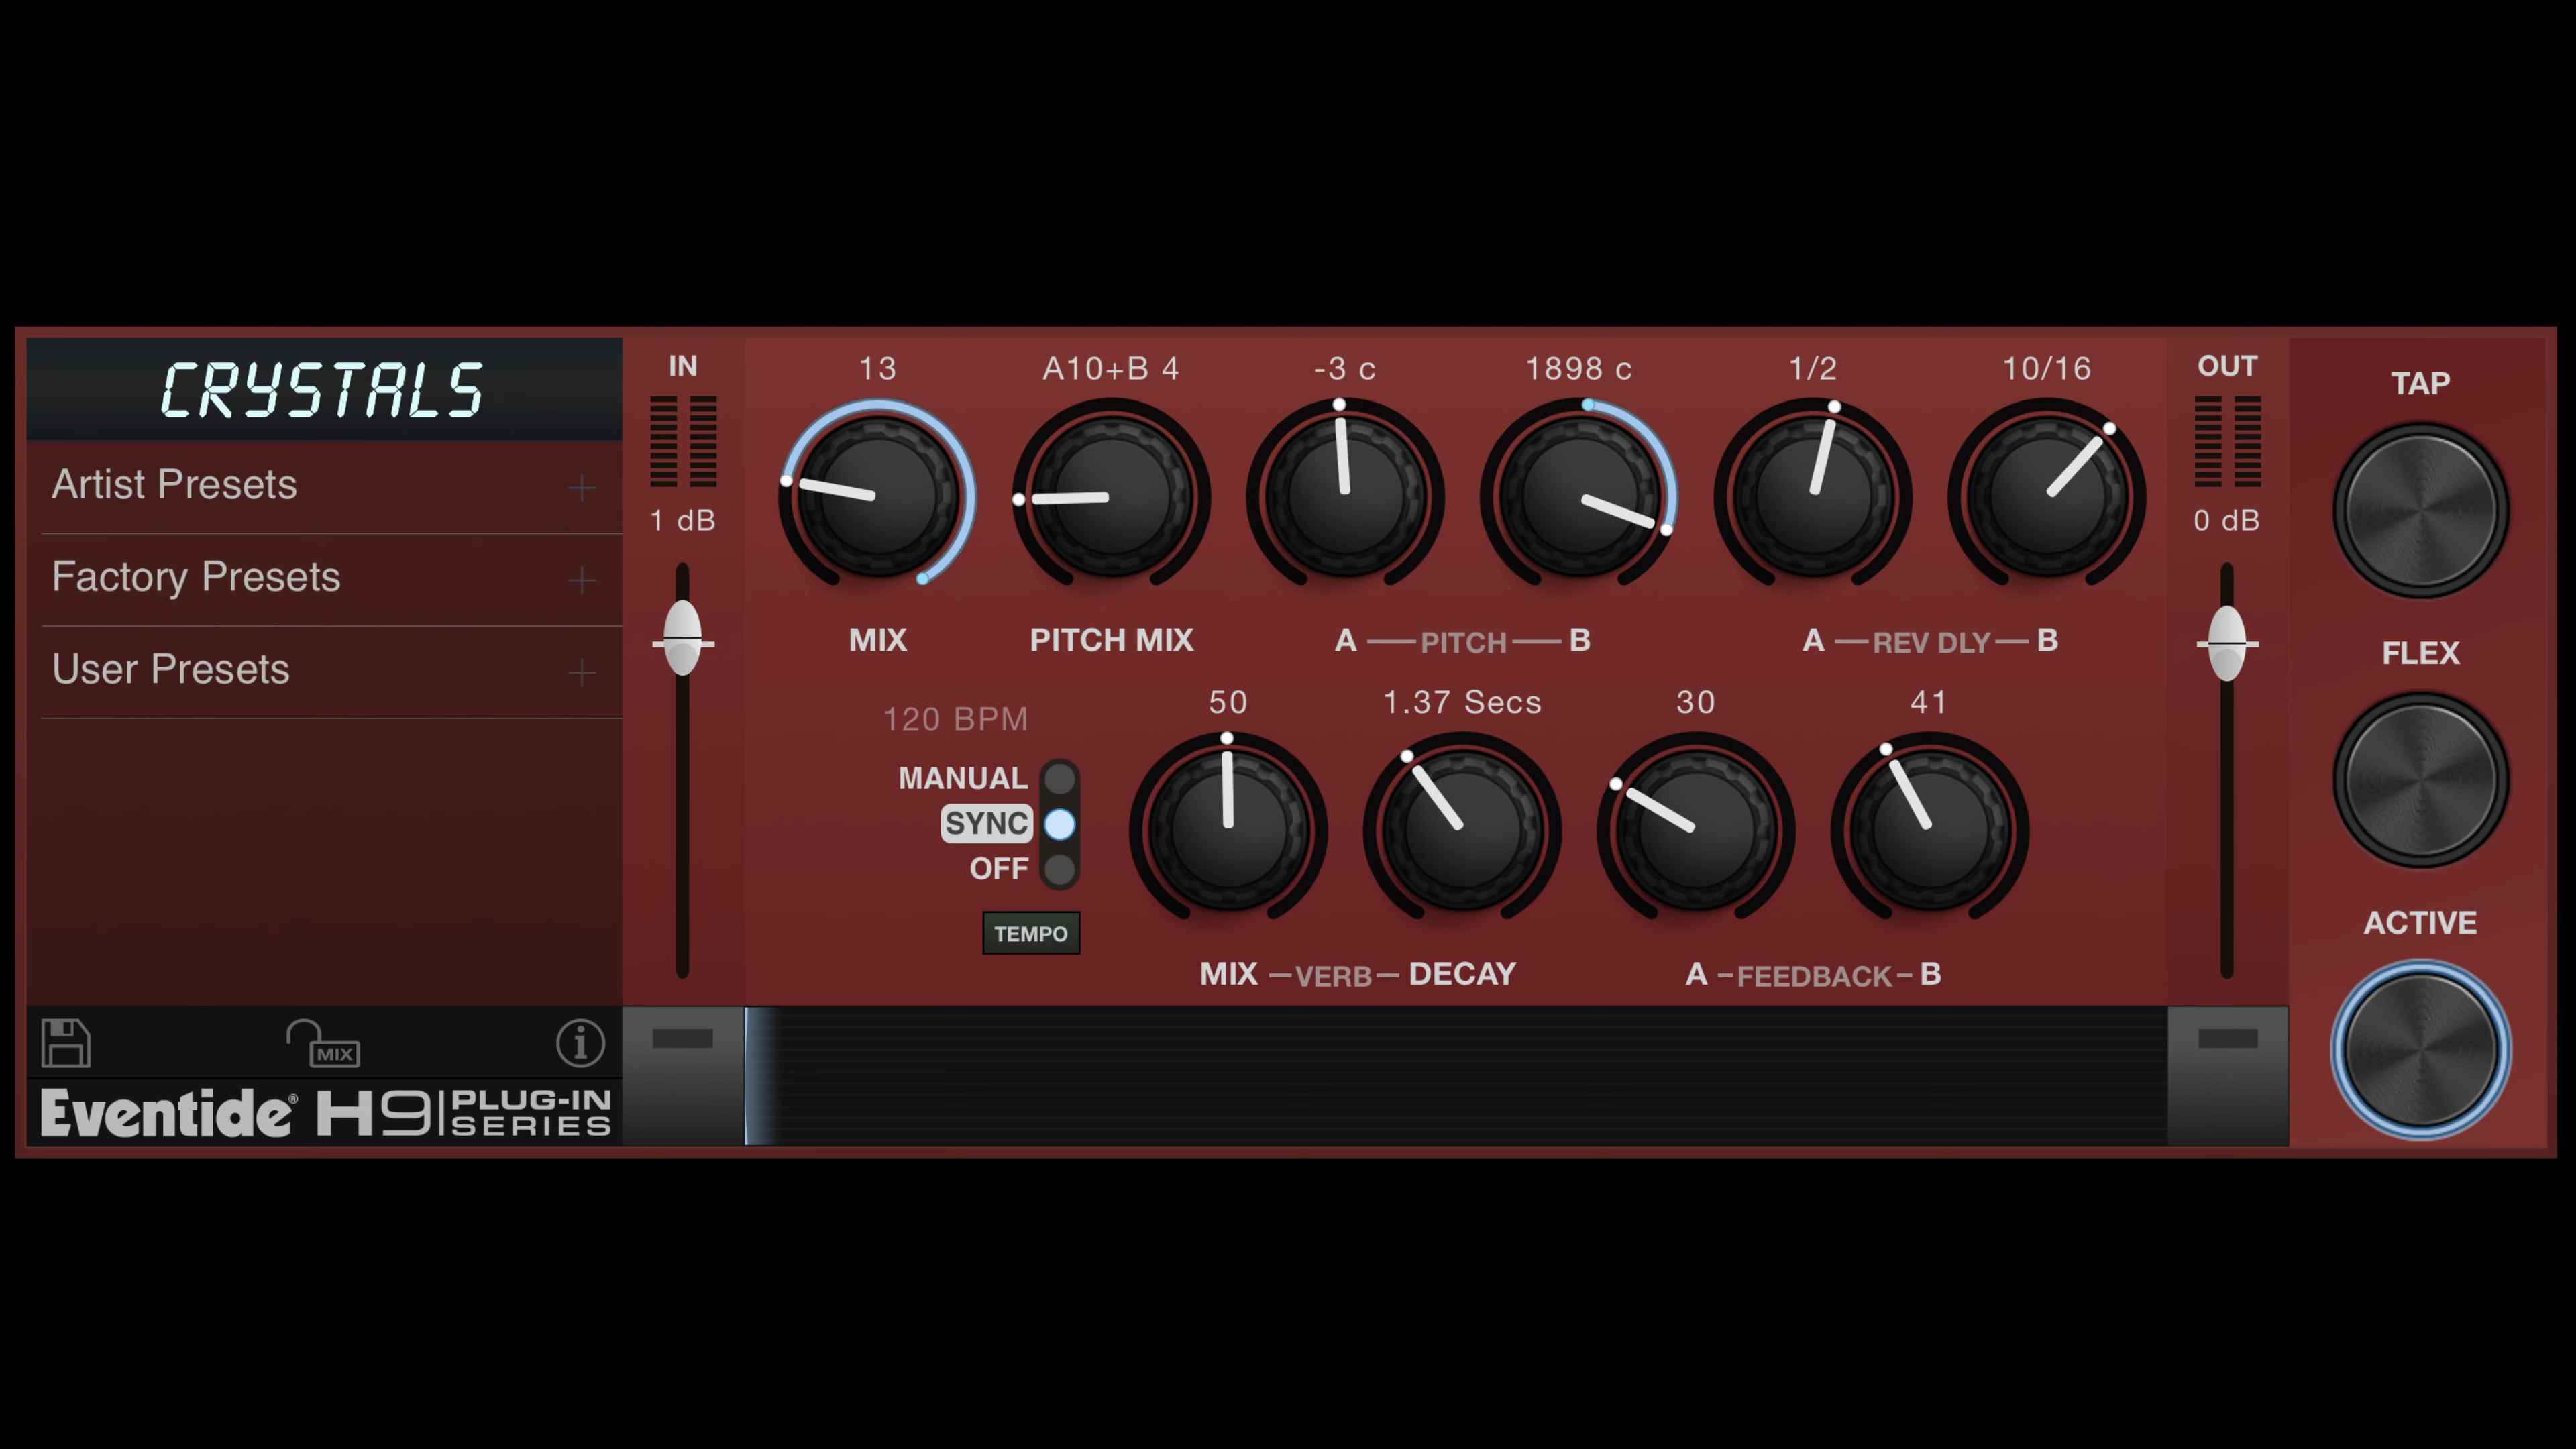 CRYSTALS
Artist Presets
Factory Presets
User Presets
MIX
Eventide® H9 PLUG-IN SERIES
IN
1 dB
13
A10+B 4
-3 c
1898 c
1/2
10/16
MIX
PITCH MIX
A PITCH B
A REV DLY B
120 BPM
MANUAL
SYNC
OFF
TEMPO
50
1.37 Secs
30
41
MIX VERB DECAY
A FEEDBACK B
OUT
0 dB
TAP
FLEX
ACTIVE